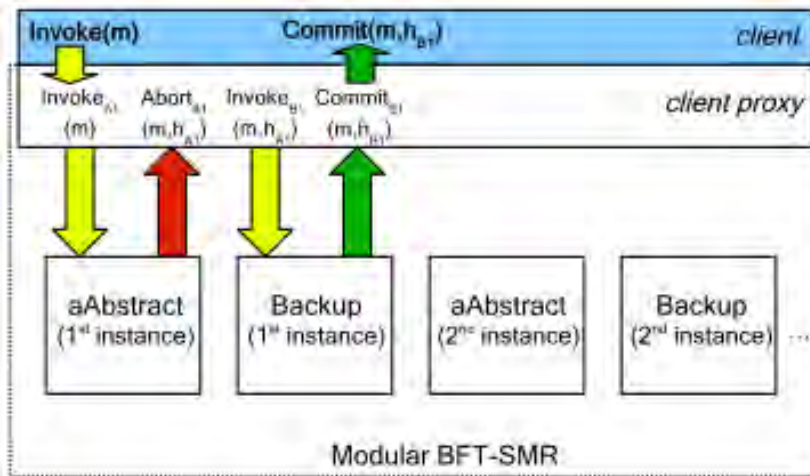 Invoke(m) Commit(m,h_B1) client
Invoke_A1 Abort_A1 Invoke_B1 Commit_B1 client proxy
(m) (m,h_A1) (m,h_A1) (m,h_B1)
aAbstract Backup aAbstract Backup
(1st instance) (1st instance) (2nd instance) (2nd instance) ...
Modular BFT-SMR